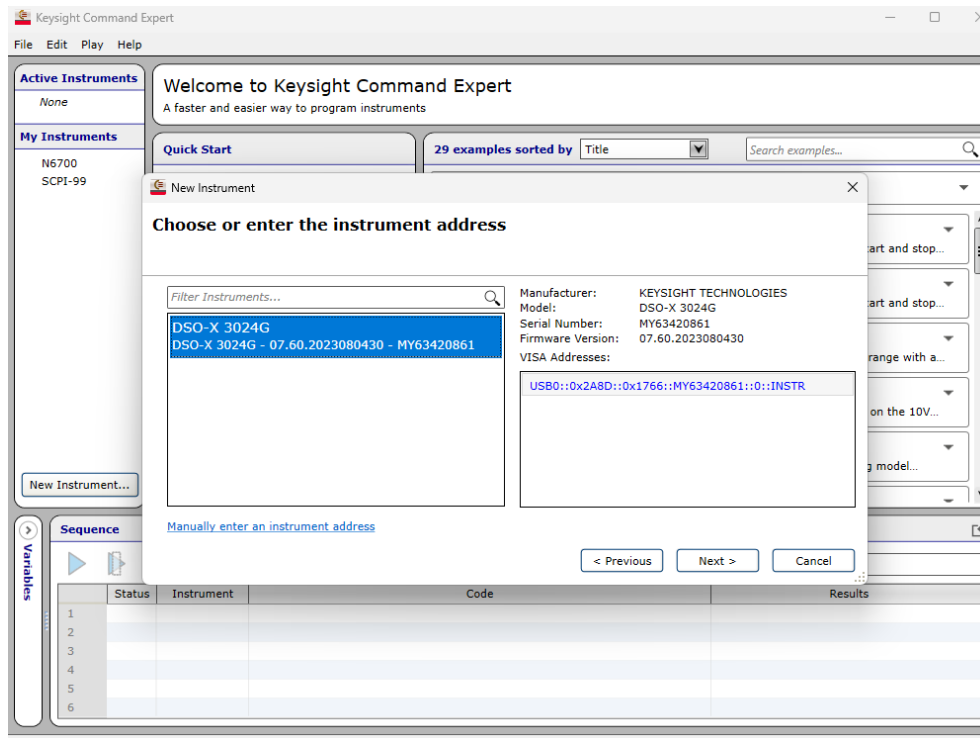 Keysight Command Expert
File Edit Play Help
Active Instruments
None
My Instruments
N6700
SCPI-99
New Instrument...
Welcome to Keysight Command Expert
A faster and easier way to program instruments
Quick Start
29 examples sorted by Title
Search examples...
art and stop...
art and stop...
range with a...
on the 10V...
g model...
New Instrument
Choose or enter the instrument address
Filter Instruments...
DSO-X 3024G
DSO-X 3024G - 07.60.2023080430 - MY63420861
Manually enter an instrument address
Manufacturer: KEYSIGHT TECHNOLOGIES
Model: DSO-X 3024G
Serial Number: MY63420861
Firmware Version: 07.60.2023080430
VISA Addresses:
USB0::0x2A8D::0x1766::MY63420861::0::INSTR
< Previous
Next >
Cancel
Variables
Sequence
Status Instrument Code Results
1
2
3
4
5
6